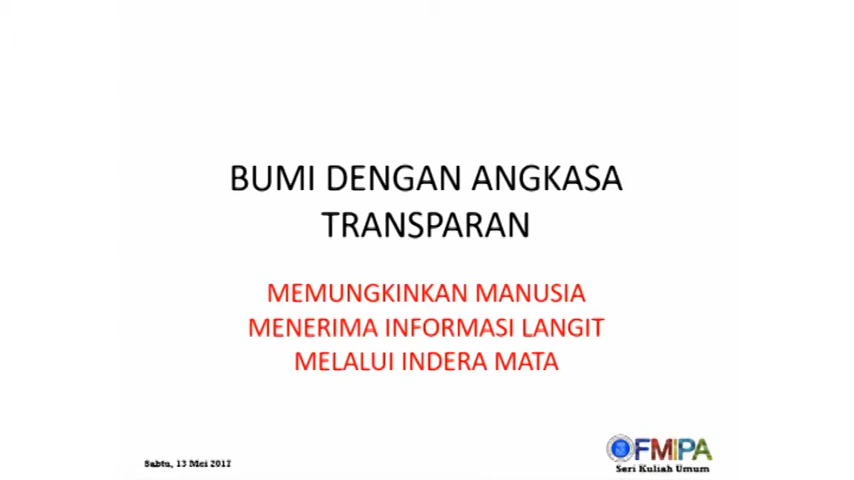 BUMI DENGAN ANGKASA
TRANSPARAN
MEMUNGKINKAN MANUSIA
MENERIMA INFORMASI LANGIT
MELALUI INDERA MATA
Sabtu, 13 Mei 2017
FMIPA
Seri Kuliah Umum